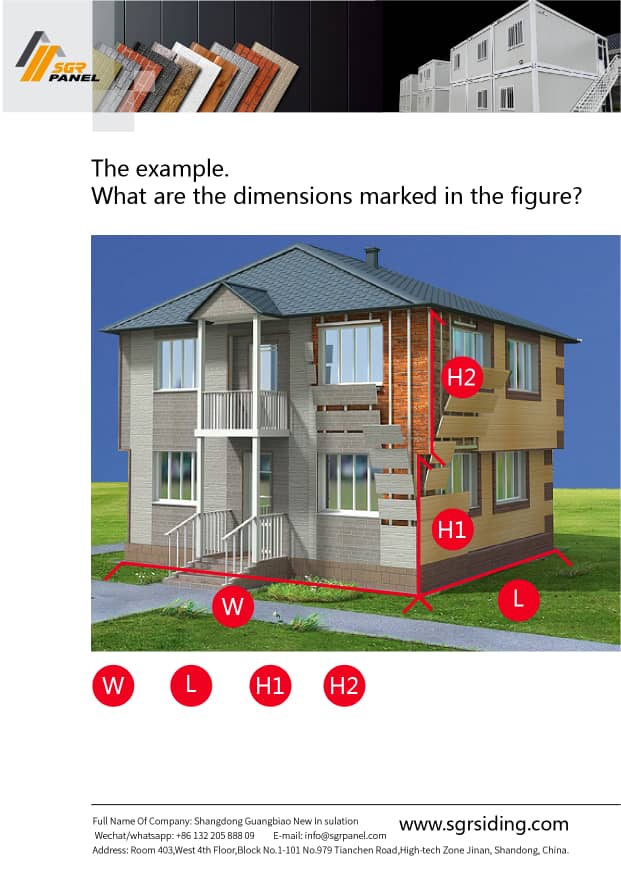 SGR
PANEL
The example.
What are the dimensions marked in the figure?
H2
H1
W
L
W L H1 H2
Full Name Of Company: Shangdong Guangbiao New In sulation
Wechat/whatsapp: +86 132 205 888 09 E-mail: info@sgrpanel.com
www.sgrsiding.com
Address: Room 403,West 4th Floor,Block No.1-101 No.979 Tianchen Road,High-tech Zone Jinan, Shandong, China.